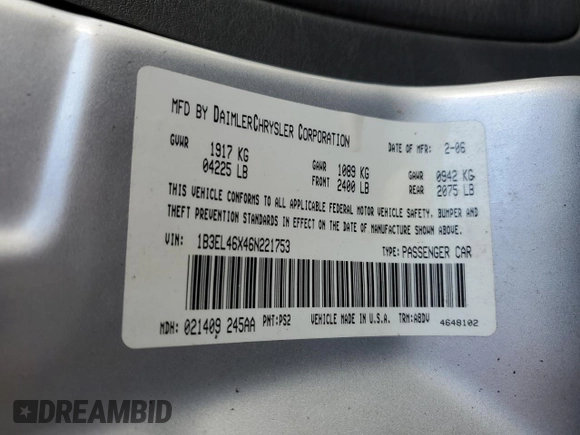 MFD BY DAIMLERCHRYSLER CORPORATION
DATE OF MFR: 2-06
GVWR 1917 KG 04225 LB
GAWR FRONT 1089 KG 2400 LB
GAWR REAR 0942 KG 2075 LB
THIS VEHICLE CONFORMS TO ALL APPLICABLE FEDERAL MOTOR VEHICLE SAFETY, BUMPER AND
THEFT PREVENTION STANDARDS IN EFFECT ON THE DATE OF MANUFACTURE SHOWN ABOVE.
VIN: 1B3EL46X46N221753 TYPE: PASSENGER CAR
MDH: 021409 245AA PNT:PS2 VEHICLE MADE IN U.S.A. TRM:A8DV
4648102
DREAMBID